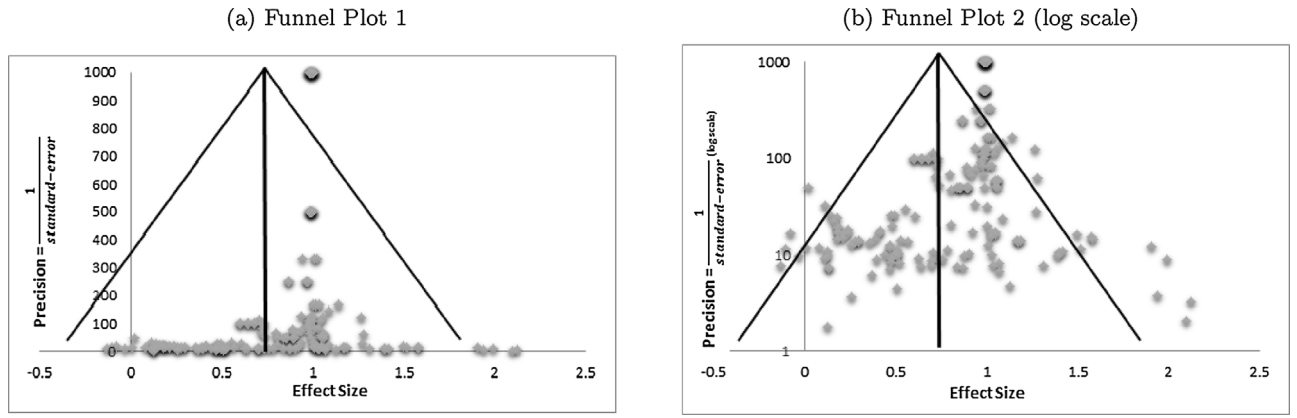 (a) Funnel Plot 1
1000
900
800
700
600
500
400
300
200
100
0
-0.5 0 0.5 1 1.5 2 2.5
Precision = 1 / standard-error
Effect Size
(b) Funnel Plot 2 (log scale)
1000
100
10
1
-0.5 0 0.5 1 1.5 2 2.5
Precision = 1 / standard-error (log scale)
Effect Size